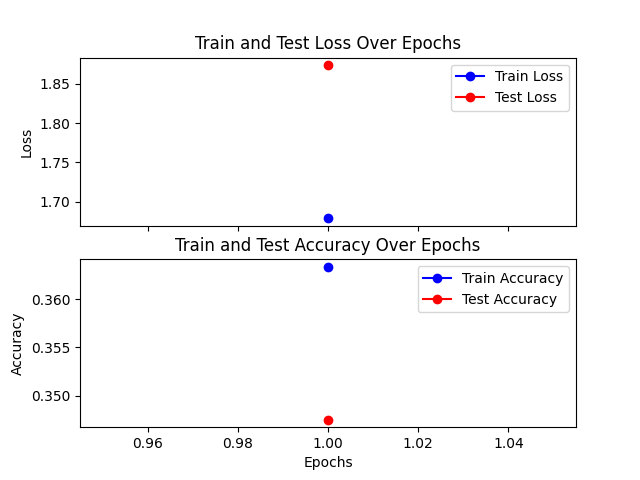 Train and Test Loss Over Epochs
1.85
1.80
1.75
1.70
Loss
Train Loss
Test Loss
Train and Test Accuracy Over Epochs
0.360
0.355
0.350
Accuracy
Train Accuracy
Test Accuracy
0.96 0.98 1.00 1.02 1.04
Epochs